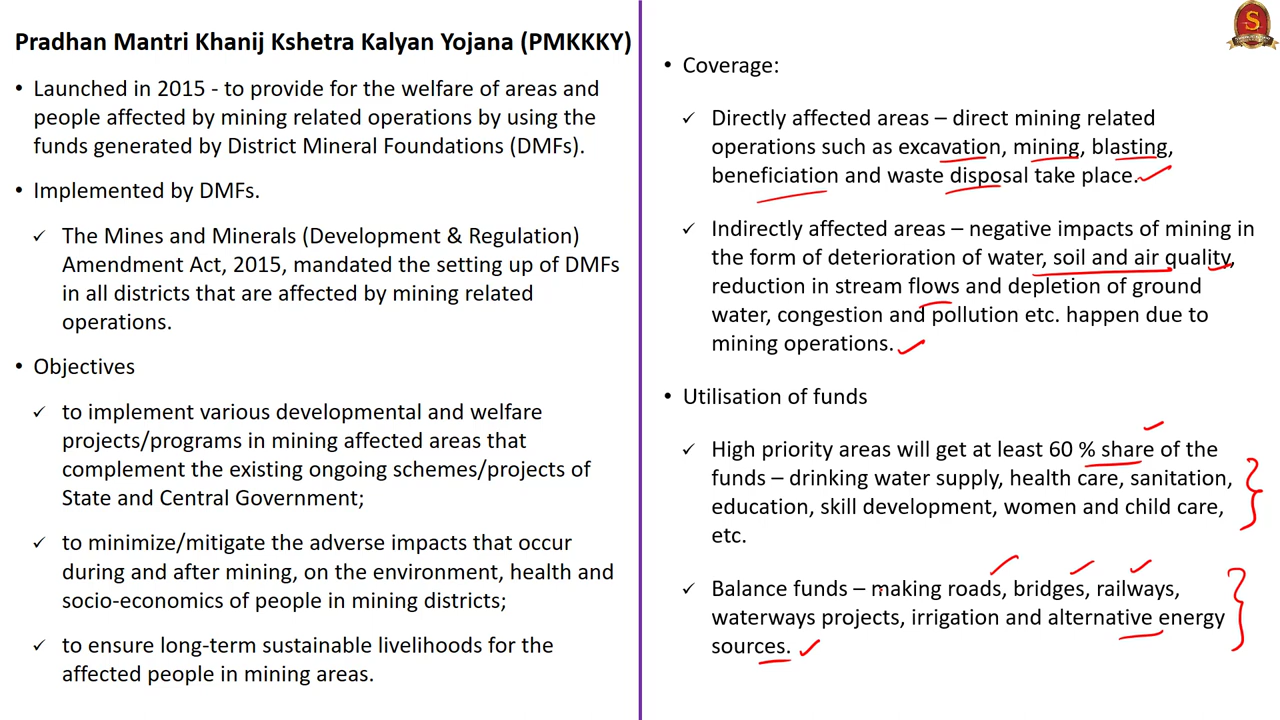 Pradhan Mantri Khanij Kshetra Kalyan Yojana (PMKKKY)
• Launched in 2015 - to provide for the welfare of areas and
people affected by mining related operations by using the
funds generated by District Mineral Foundations (DMFs).
• Implemented by DMFs.
✓ The Mines and Minerals (Development & Regulation)
Amendment Act, 2015, mandated the setting up of DMFs
in all districts that are affected by mining related
operations.
• Objectives
✓ to implement various developmental and welfare
projects/programs in mining affected areas that
complement the existing ongoing schemes/projects of
State and Central Government;
✓ to minimize/mitigate the adverse impacts that occur
during and after mining, on the environment, health and
socio-economics of people in mining districts;
✓ to ensure long-term sustainable livelihoods for the
affected people in mining areas.
• Coverage:
✓ Directly affected areas – direct mining related
operations such as excavation, mining, blasting,
beneficiation and waste disposal take place.
✓ Indirectly affected areas – negative impacts of mining in
the form of deterioration of water, soil and air quality,
reduction in stream flows and depletion of ground
water, congestion and pollution etc. happen due to
mining operations.
• Utilisation of funds
✓ High priority areas will get at least 60 % share of the
funds – drinking water supply, health care, sanitation,
education, skill development, women and child care,
etc.
✓ Balance funds – making roads, bridges, railways,
waterways projects, irrigation and alternative energy
sources.